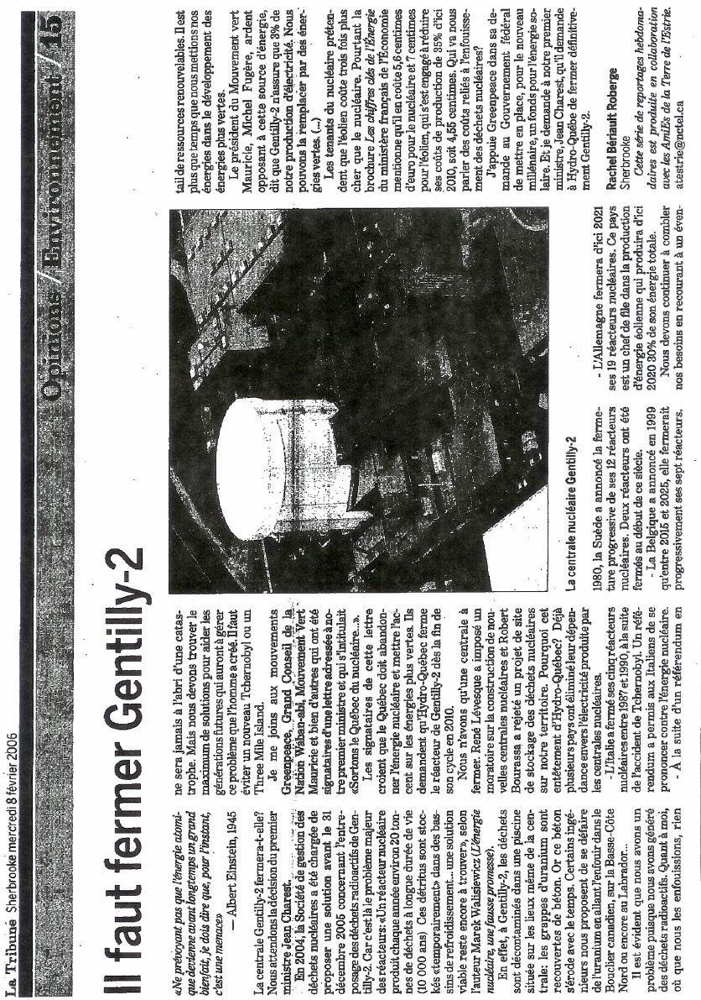 La Tribune Sherbrooke mercredi 8 février 2006
Opinions / Environnement / 15
Il faut fermer Gentilly-2
«Ne prévoyant pas que l'énergie atomi-
que devienne avant longtemps un grand
bienfait, je dois dire que, pour l'instant,
c'est une menace»
— Albert Einstein, 1945
La centrale Gentilly-2 fermera-t-elle?
Nous attendons la décision du premier
ministre Jean Charest.
En 2004, la Société de gestion des
déchets nucléaires a été chargée de
proposer une solution avant le 31
décembre 2005 concernant l'entre-
posage des déchets radioactifs de Gen-
tilly-2. Car c'est là le problème majeur
des réacteurs: «Un réacteur nucléaire
produit chaque année environ 20 ton-
nes de déchets à longue durée de vie
(10 000 ans) Ces détritus sont stoc-
kés «temporairement» dans des bas-
sins de refroidissement... une solution
viable reste encore à trouver», selon
l'auteur Marek Walisiewicz (L'énergie
nucléaire, une fausse promesse).
En effet, à Gentilly-2, les déchets
sont décontaminés dans une piscine
située sur les lieux même de la cen-
trale: les grappes d'uranium sont
recouvertes de béton. Or ce béton
s'érode avec le temps. Certains ingé-
nieurs nous proposent de se défaire
de l'uranium en allant l'enfouir dans le
Bouclier canadien, sur la Basse-Côte
Nord ou encore au Labrador...
Il est évident que nous avons un
problème puisque nous avons généré
des déchets radioactifs. Quant à moi,
où que nous les enfouissions, rien
ne sera jamais à l'abri d'une catas-
trophe. Mais nous devons trouver le
maximum de solutions pour aider les
générations futures qui auront à gérer
ce problème que l'homme a créé. Il faut
éviter un nouveau Tchernobyl ou un
Three Mile Island.
Je me joins aux mouvements
Greenpeace, Grand Conseil de la
Nation Waban-abi, Mouvement Vert
Mauricie et bien d'autres qui ont été
signataires d'une lettre adressée à no-
tre premier ministre et qui s'intitulait
«Sortons le Québec du nucléaire...».
Les signataires de cette lettre
croient que le Québec doit abandon-
ner l'énergie nucléaire et mettre l'ac-
cent sur les énergies plus vertes. Ils
demandent qu'Hydro-Québec ferme
le réacteur de Gentilly-2 dès la fin de
son cycle en 2010.
Nous n'avons qu'une centrale à
fermer. René Lévesque a imposé un
moratoire sur la construction de nou-
velles centrales nucléaires et Robert
Bourassa a rejeté un projet de site
de stockage des déchets nucléaires
sur notre territoire. Pourquoi cet
entêtement d'Hydro-Québec? Déjà
plusieurs pays ont éliminé leur dépen-
dance envers l'électricité produite par
les centrales nucléaires.
- L'Italie a fermé ses cinq réacteurs
nucléaires entre 1987 et 1990, à la suite
de l'accident de Tchernobyl. Un réfé-
rendum a permis aux Italiens de se
prononcer contre l'énergie nucléaire.
- À la suite d'un référendum en
La centrale nucléaire Gentilly-2
1980, la Suède a annoncé la ferme-
ture progressive de ses 12 réacteurs
nucléaires. Deux réacteurs ont été
fermés au début de ce siècle.
- La Belgique a annoncé en 1999
qu'entre 2015 et 2025, elle fermerait
progressivement ses sept réacteurs.
- L'Allemagne fermera d'ici 2021
ses 19 réacteurs nucléaires. Ce pays
est un chef de file dans la production
d'énergie éolienne qui produira d'ici
2020 30% de son énergie totale.
Nous devons continuer à combler
nos besoins en recourant à un éven-
tail de ressources renouvelables. Il est
plus que temps que nous mettions nos
énergies dans le développement des
énergies plus vertes.
Le président du Mouvement vert
Mauricie, Michel Fugère, ardent
opposant à cette source d'énergie,
dit que Gentilly-2 n'assure que 3% de
notre production d'électricité. Nous
pouvons la remplacer par des éner-
gies vertes. (...)
Les tenants du nucléaire préten-
dent que l'éolien coûte trois fois plus
cher que le nucléaire. Pourtant la
brochure Les chiffres clés de l'Énergie
du ministère français de l'Économie
mentionne qu'il en coûte 5,6 centimes
d'euro pour le nucléaire et 7 centimes
pour l'éolien, qui s'est engagé à réduire
ses coûts de production de 35% d'ici
2010, soit 4,55 centimes. Qui va nous
parler des coûts reliés à l'enfouisse-
ment des déchets nucléaires?
J'appuie Greenpeace dans sa de-
mande au Gouvernement fédéral
de mettre en place, pour le nouveau
millénaire, un fonds pour l'énergie so-
laire. Et je demande à notre premier
ministre, Jean Charest, qu'il demande
à Hydro-Québec de fermer définitive-
ment Gentilly-2.
Rachel Bériault Roberge
Sherbrooke
Cette série de reportages hebdoma-
daires est produite en collaboration
avec les AmiEs de la Terre de l'Estrie.
atestrie@nctel.ca